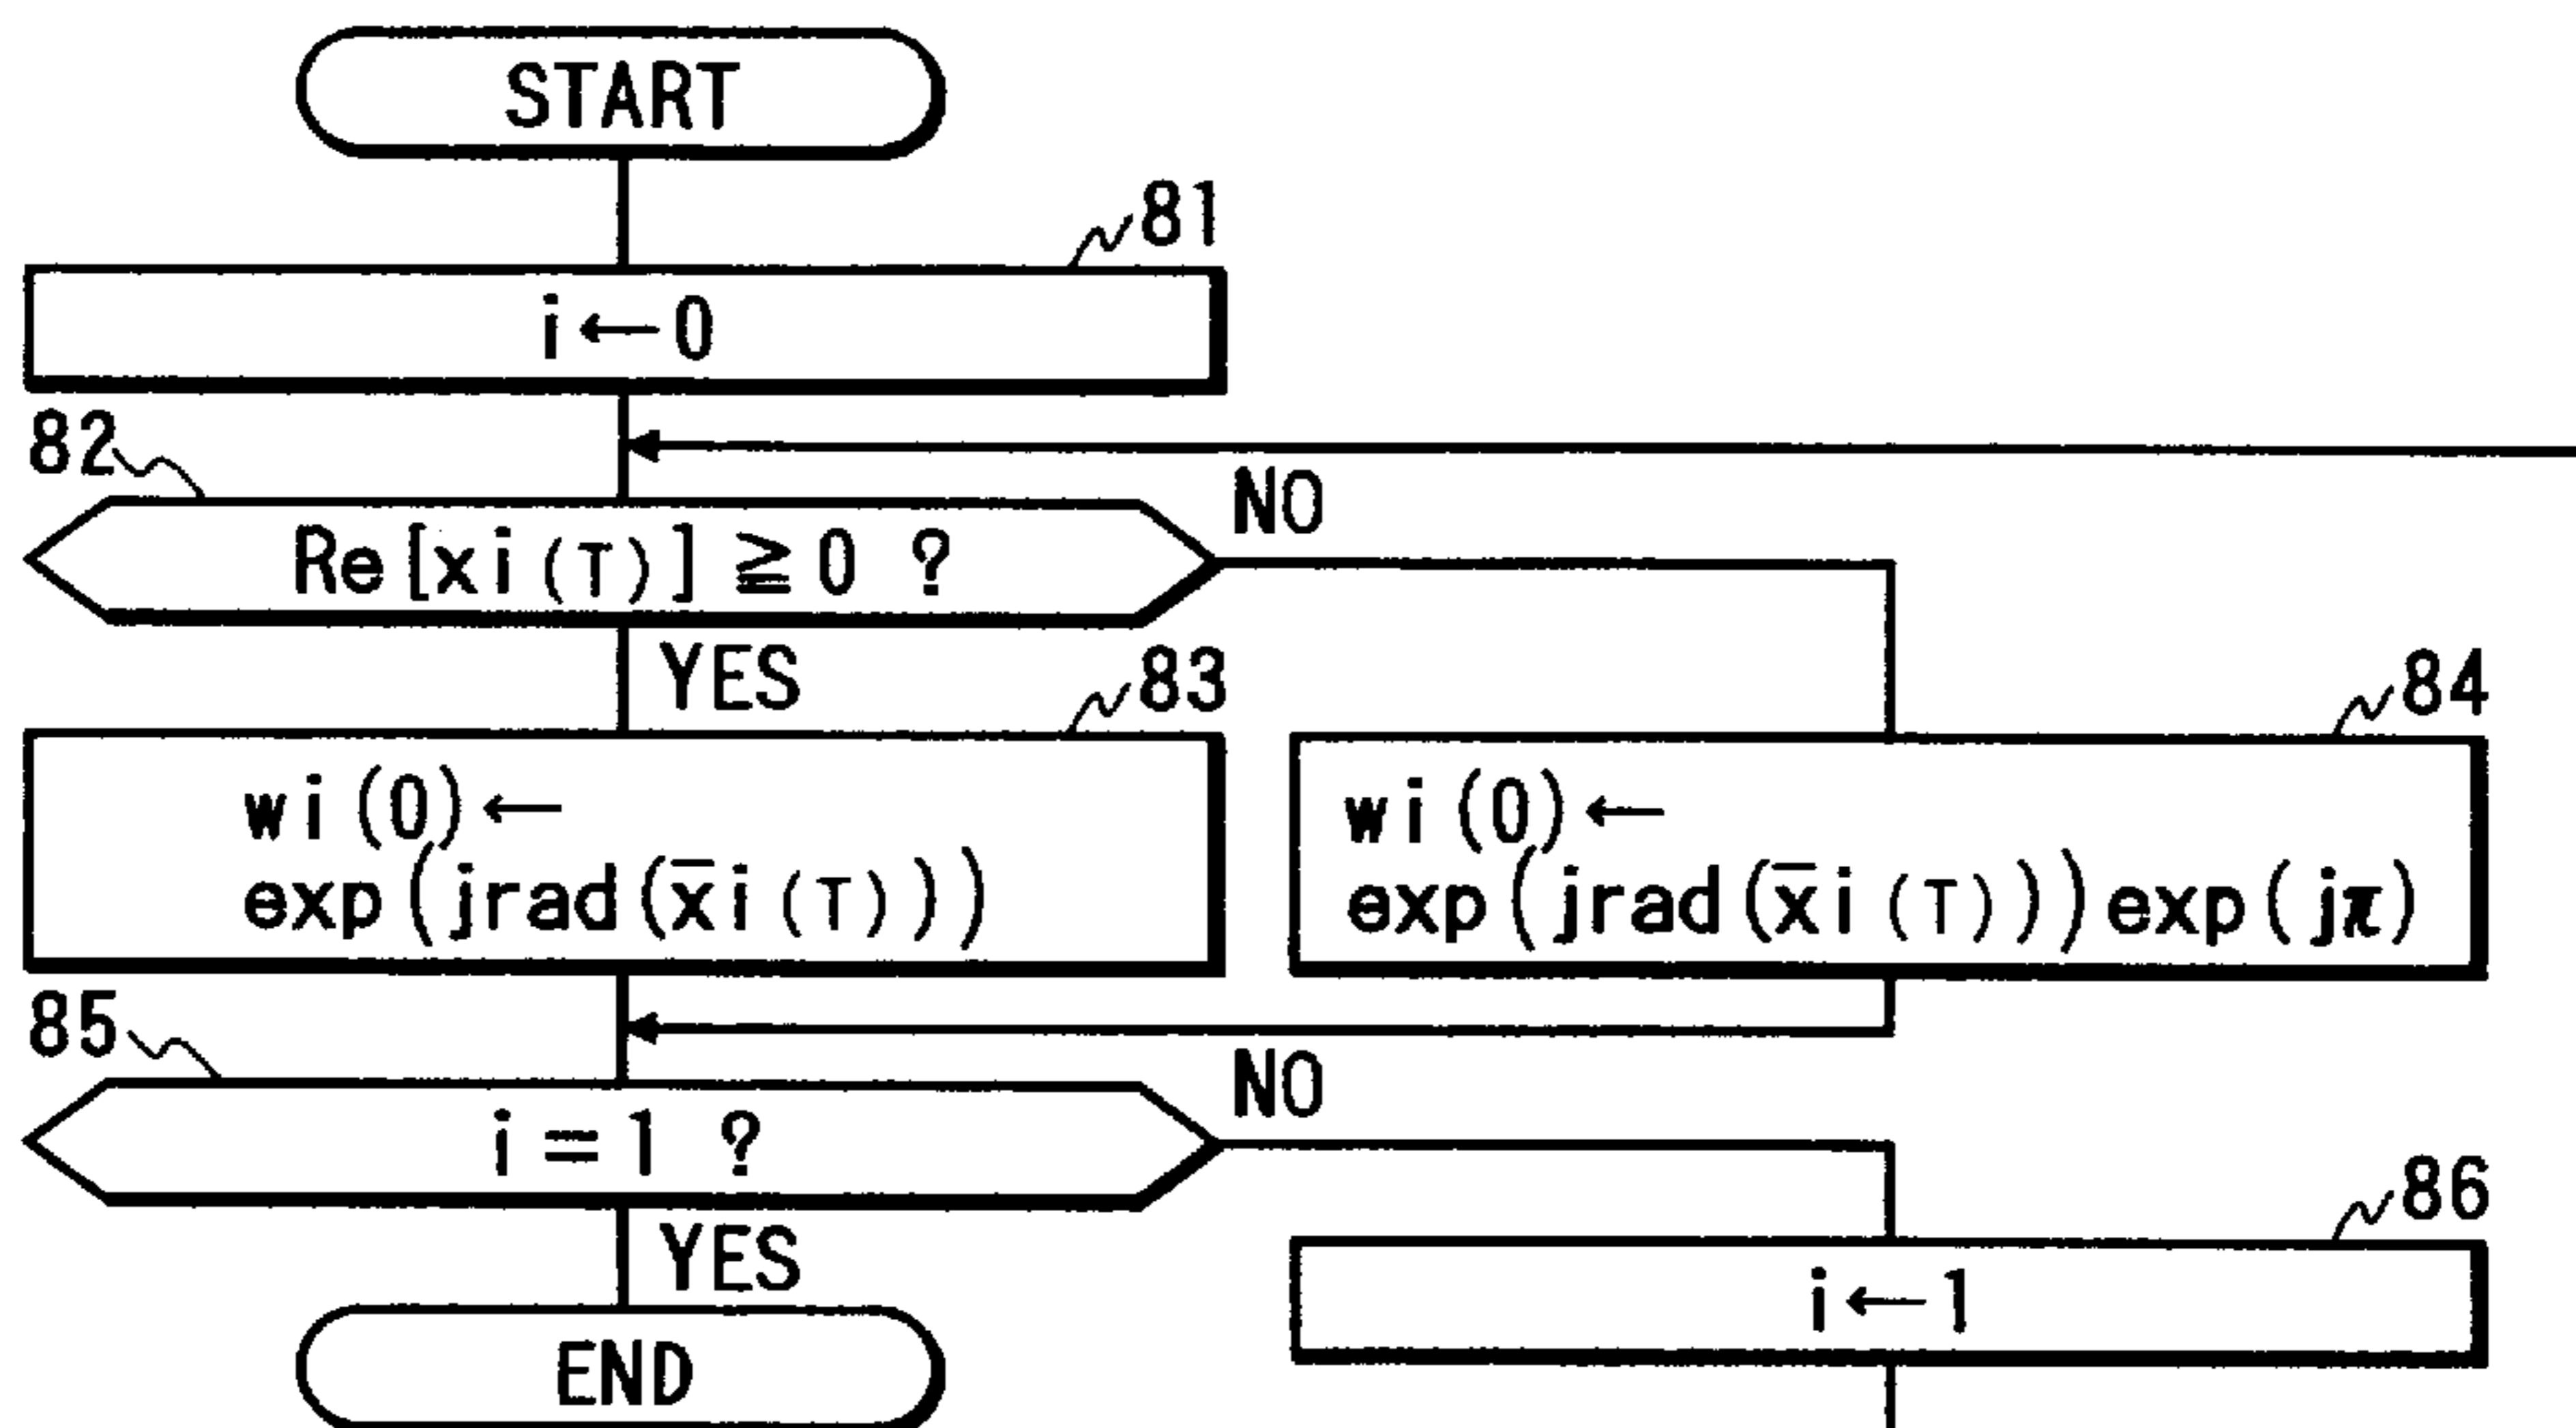 START
81
i←0
82
Re[xi(T)]≧0 ?
NO
YES
83
wi(0)←
exp(jrad(x̄i(T)))
84
wi(0)←
exp(jrad(x̄i(T)))exp(jπ)
85
i=1 ?
NO
YES
86
i←1
END